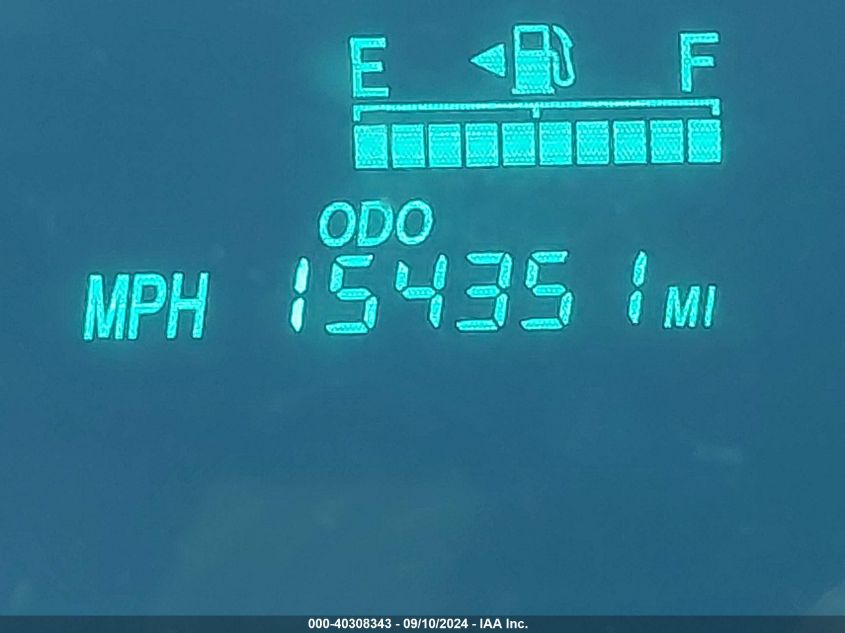 E F
ODO
MPH 154351 MI
000-40308343 - 09/10/2024 - IAA Inc.